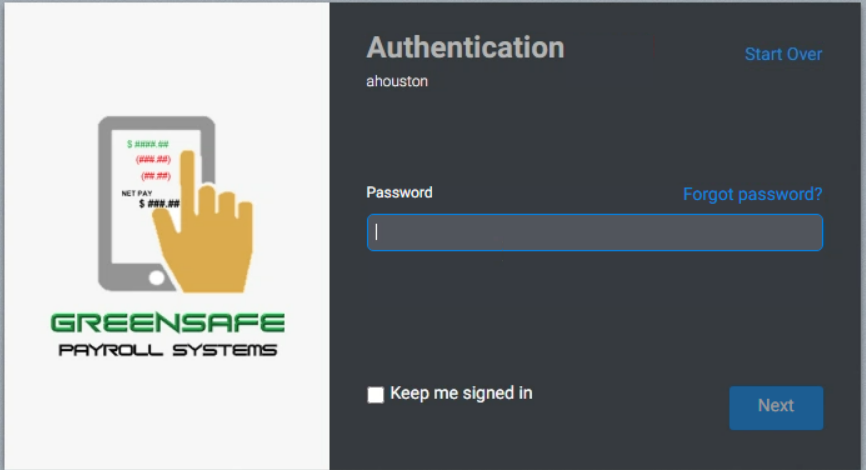 $ ####.##
(###.##)
(##.##)
NET PAY
$ ###.##
GREENSAFE
PAYROLL SYSTEMS
Authentication
Start Over
ahouston
Password
Forgot password?
Keep me signed in
Next